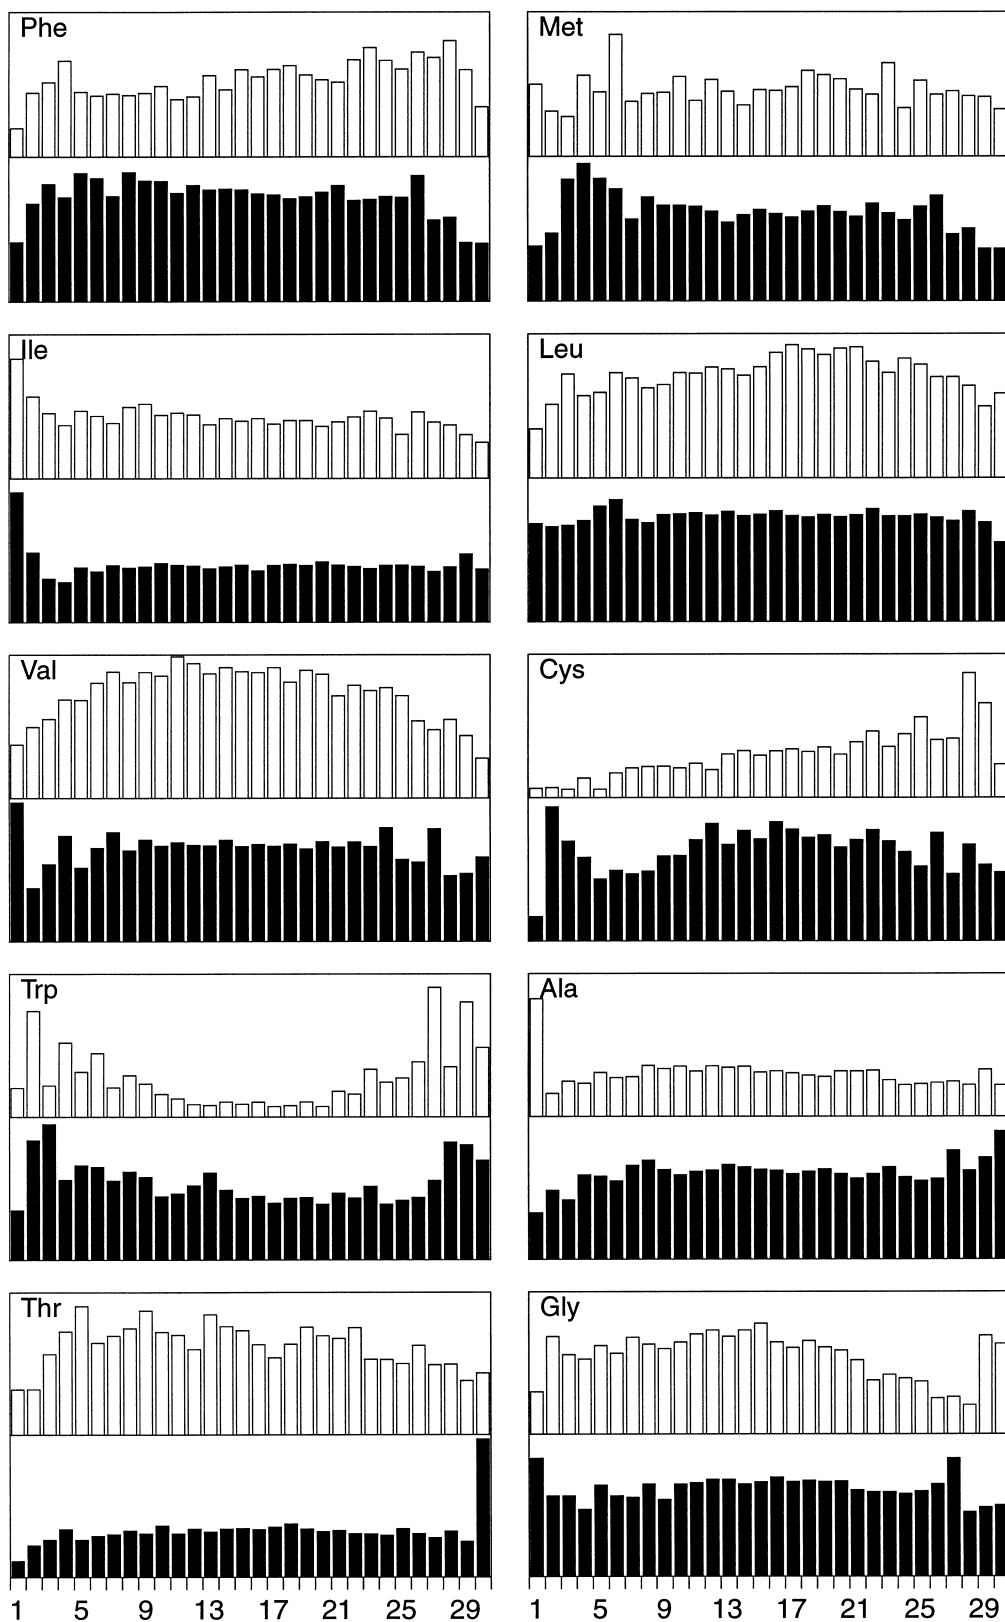 Phe Met
Ile Leu
Val Cys
Trp Ala
Thr Gly
1 5 9 13 17 21 25 29 1 5 9 13 17 21 25 29